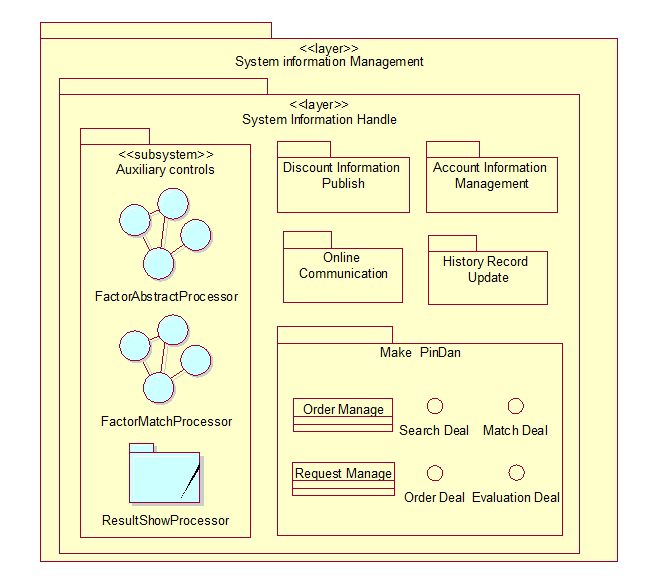 <<layer>>
System information Management
<<layer>>
System Information Handle
<<subsystem>>
Auxiliary controls
FactorAbstractProcessor
FactorMatchProcessor
ResultShowProcessor
Discount Information
Publish
Account Information
Management
Online
Communication
History Record
Update
Make PinDan
Order Manage
Search Deal
Match Deal
Request Manage
Order Deal
Evaluation Deal